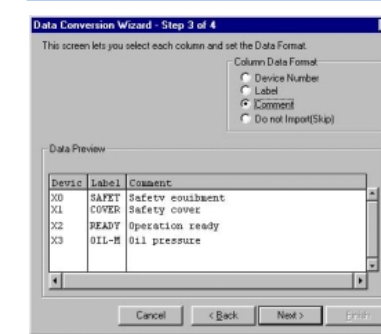 Data Conversion Wizard - Step 3 of 4
This screen lets you select each column and set the Data Format.
Column Data Format
Device Number
Label
Comment
Do not Import(Skip)
Data Preview
Devic Label Comment
X0 SAFET Safety equibment
X1 COVER Safety cover
X2 READY Operation ready
X3 OIL-M Oil pressure
Cancel < Back Next > Finish